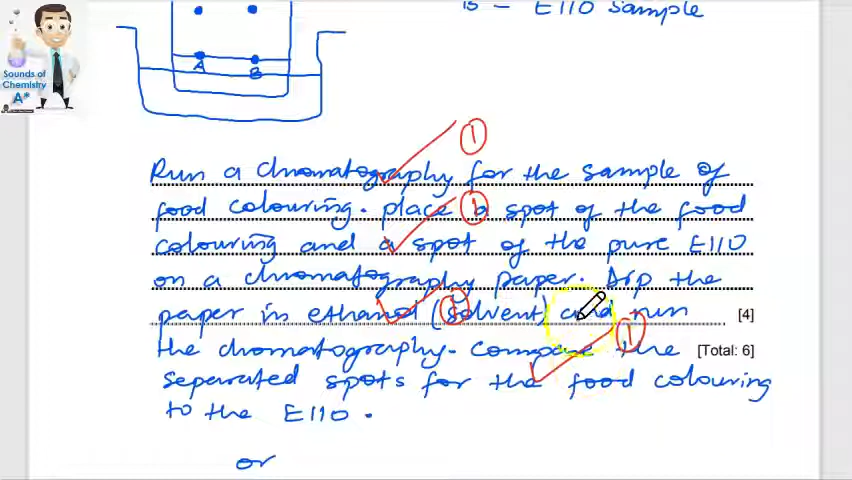 B - E110 Sample
Sounds of
Chemistry
A*
A B
1
Run a chromatography for the sample of
food colouring. place a spot of the food
1
colouring and a spot of the pure E110
on a chromatography paper. Dip the
paper in ethanol (solvent) and run [4]
1 1
the chromatography. Compare the [Total: 6]
separated spots for the food colouring
to the E110.
or